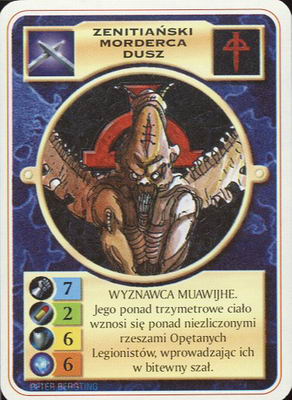 ZENITIAŃSKI
MORDERCA
DUSZ
7
2
6
6
WYZNAWCA MUAWIJHE.
Jego ponad trzymetrowe ciało
wznosi się ponad niezliczonymi
rzeszami Opętanych
Legionistów, wprowadzając ich
w bitewny szał.
PETER BERGTING